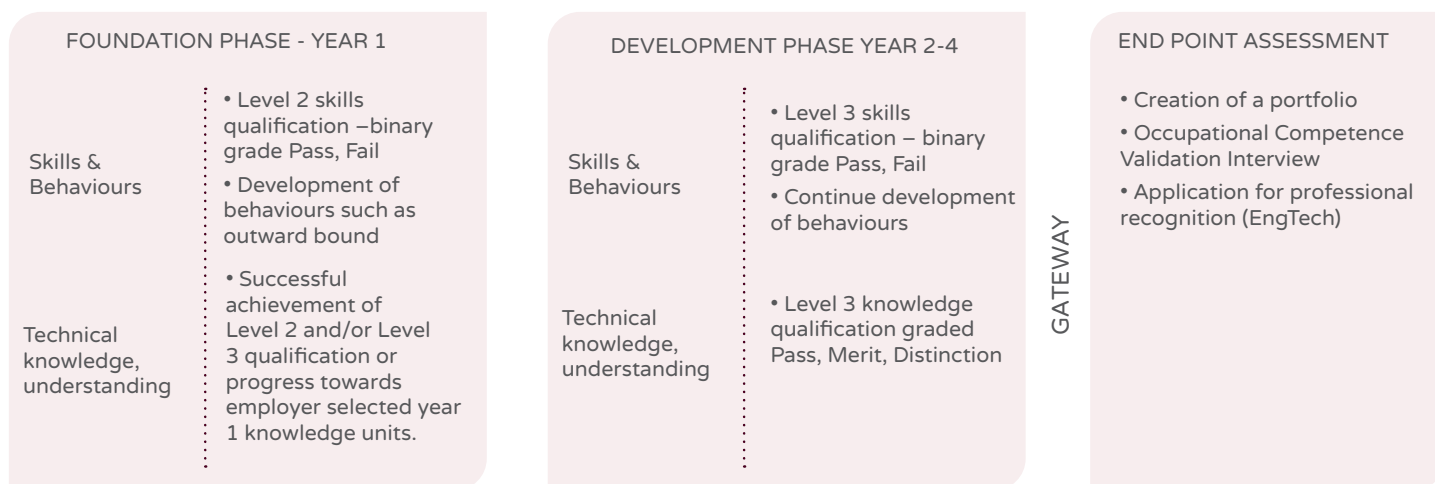 FOUNDATION PHASE - YEAR 1
Skills &
Behaviours
• Level 2 skills
qualification –binary
grade Pass, Fail
• Development of
behaviours such as
outward bound
Technical
knowledge,
understanding
• Successful
achievement of
Level 2 and/or Level
3 qualification or
progress towards
employer selected year
1 knowledge units.
DEVELOPMENT PHASE YEAR 2-4
Skills &
Behaviours
• Level 3 skills
qualification – binary
grade Pass, Fail
• Continue development
of behaviours
Technical
knowledge,
understanding
• Level 3 knowledge
qualification graded
Pass, Merit, Distinction
GATEWAY
END POINT ASSESSMENT
• Creation of a portfolio
• Occupational Competence
Validation Interview
• Application for professional
recognition (EngTech)